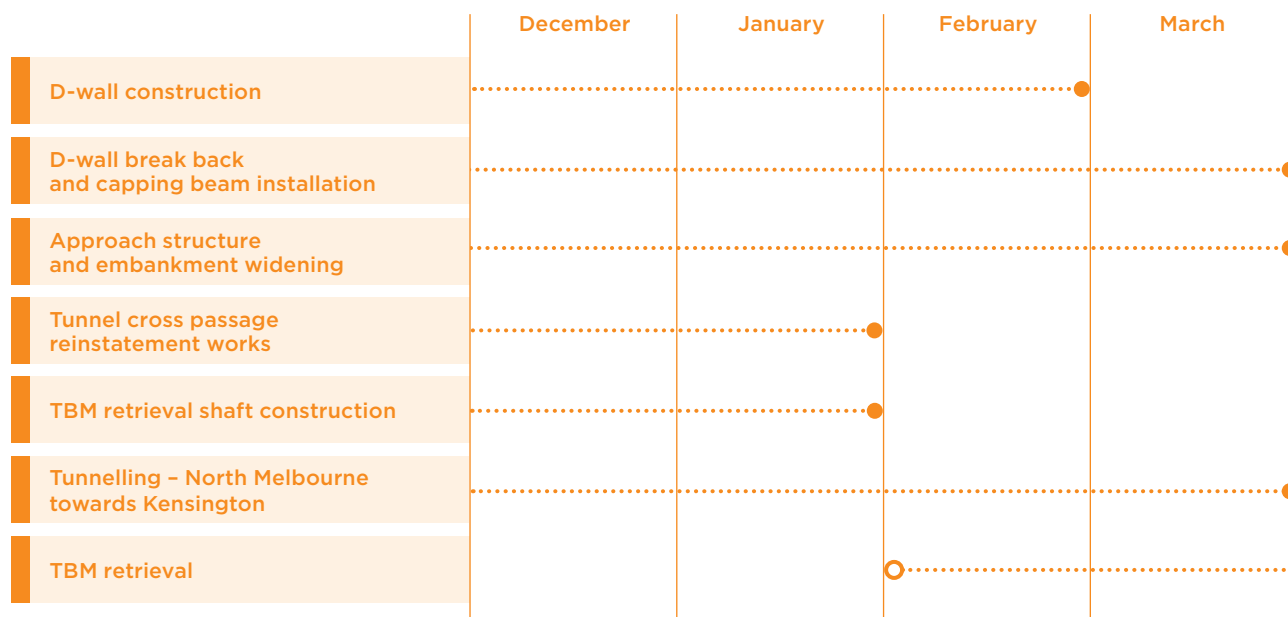 December January February March
D-wall construction
D-wall break back
and capping beam installation
Approach structure
and embankment widening
Tunnel cross passage
reinstatement works
TBM retrieval shaft construction
Tunnelling – North Melbourne
towards Kensington
TBM retrieval